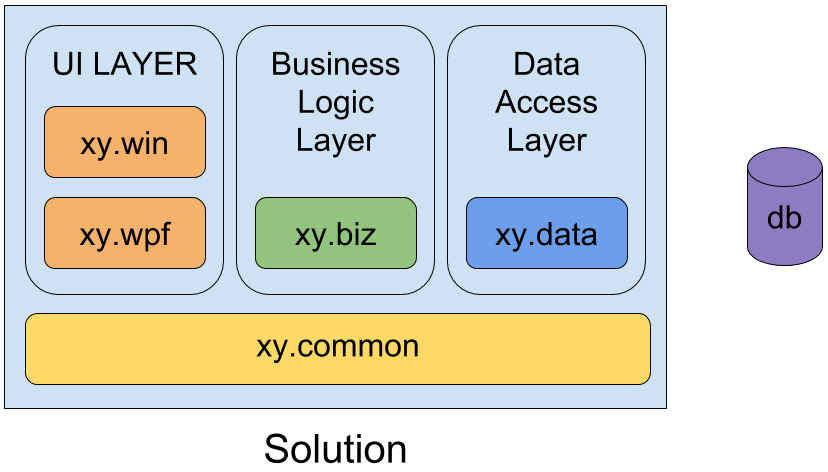 UI LAYER
xy.win
xy.wpf
Business
Logic
Layer
xy.biz
Data
Access
Layer
xy.data
xy.common
Solution
db